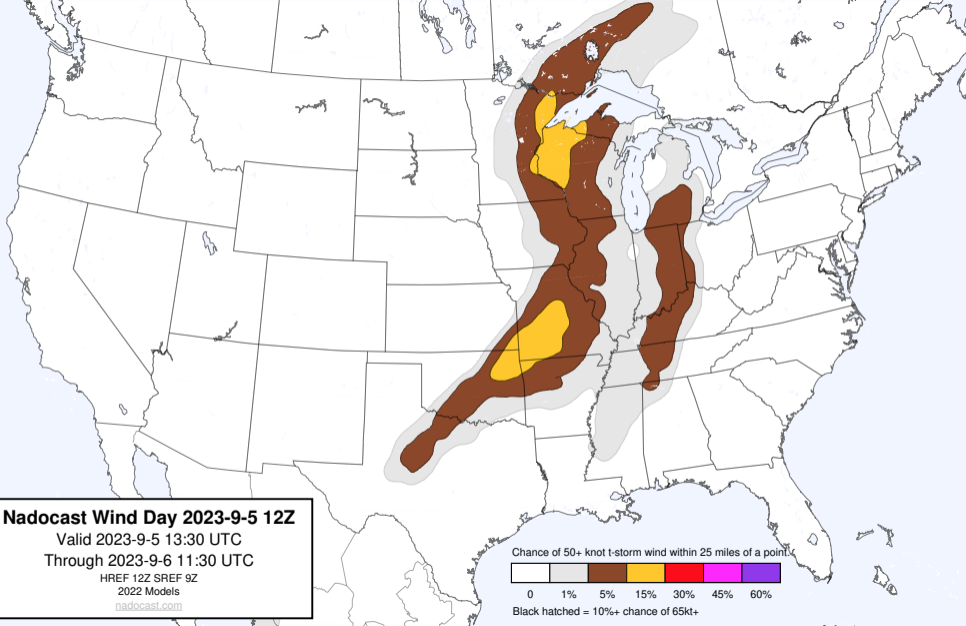 Nadocast Wind Day 2023-9-5 12Z
Valid 2023-9-5 13:30 UTC
Through 2023-9-6 11:30 UTC
HREF 12Z SREF 9Z
2022 Models
nadocast.com
Chance of 50+ knot t-storm wind within 25 miles of a point.
0 1% 5% 15% 30% 45% 60%
Black hatched = 10%+ chance of 65kt+